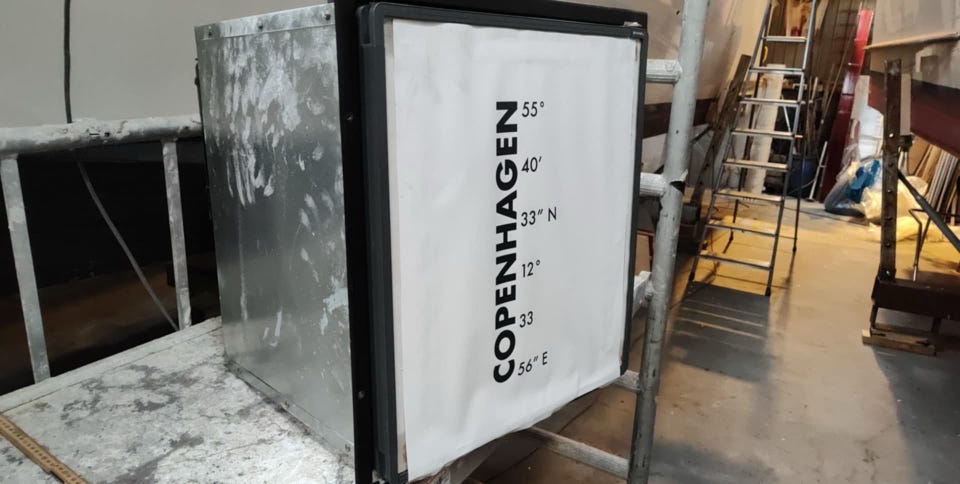 COPENHAGEN
55°
40'
33" N
12°
33
56" E